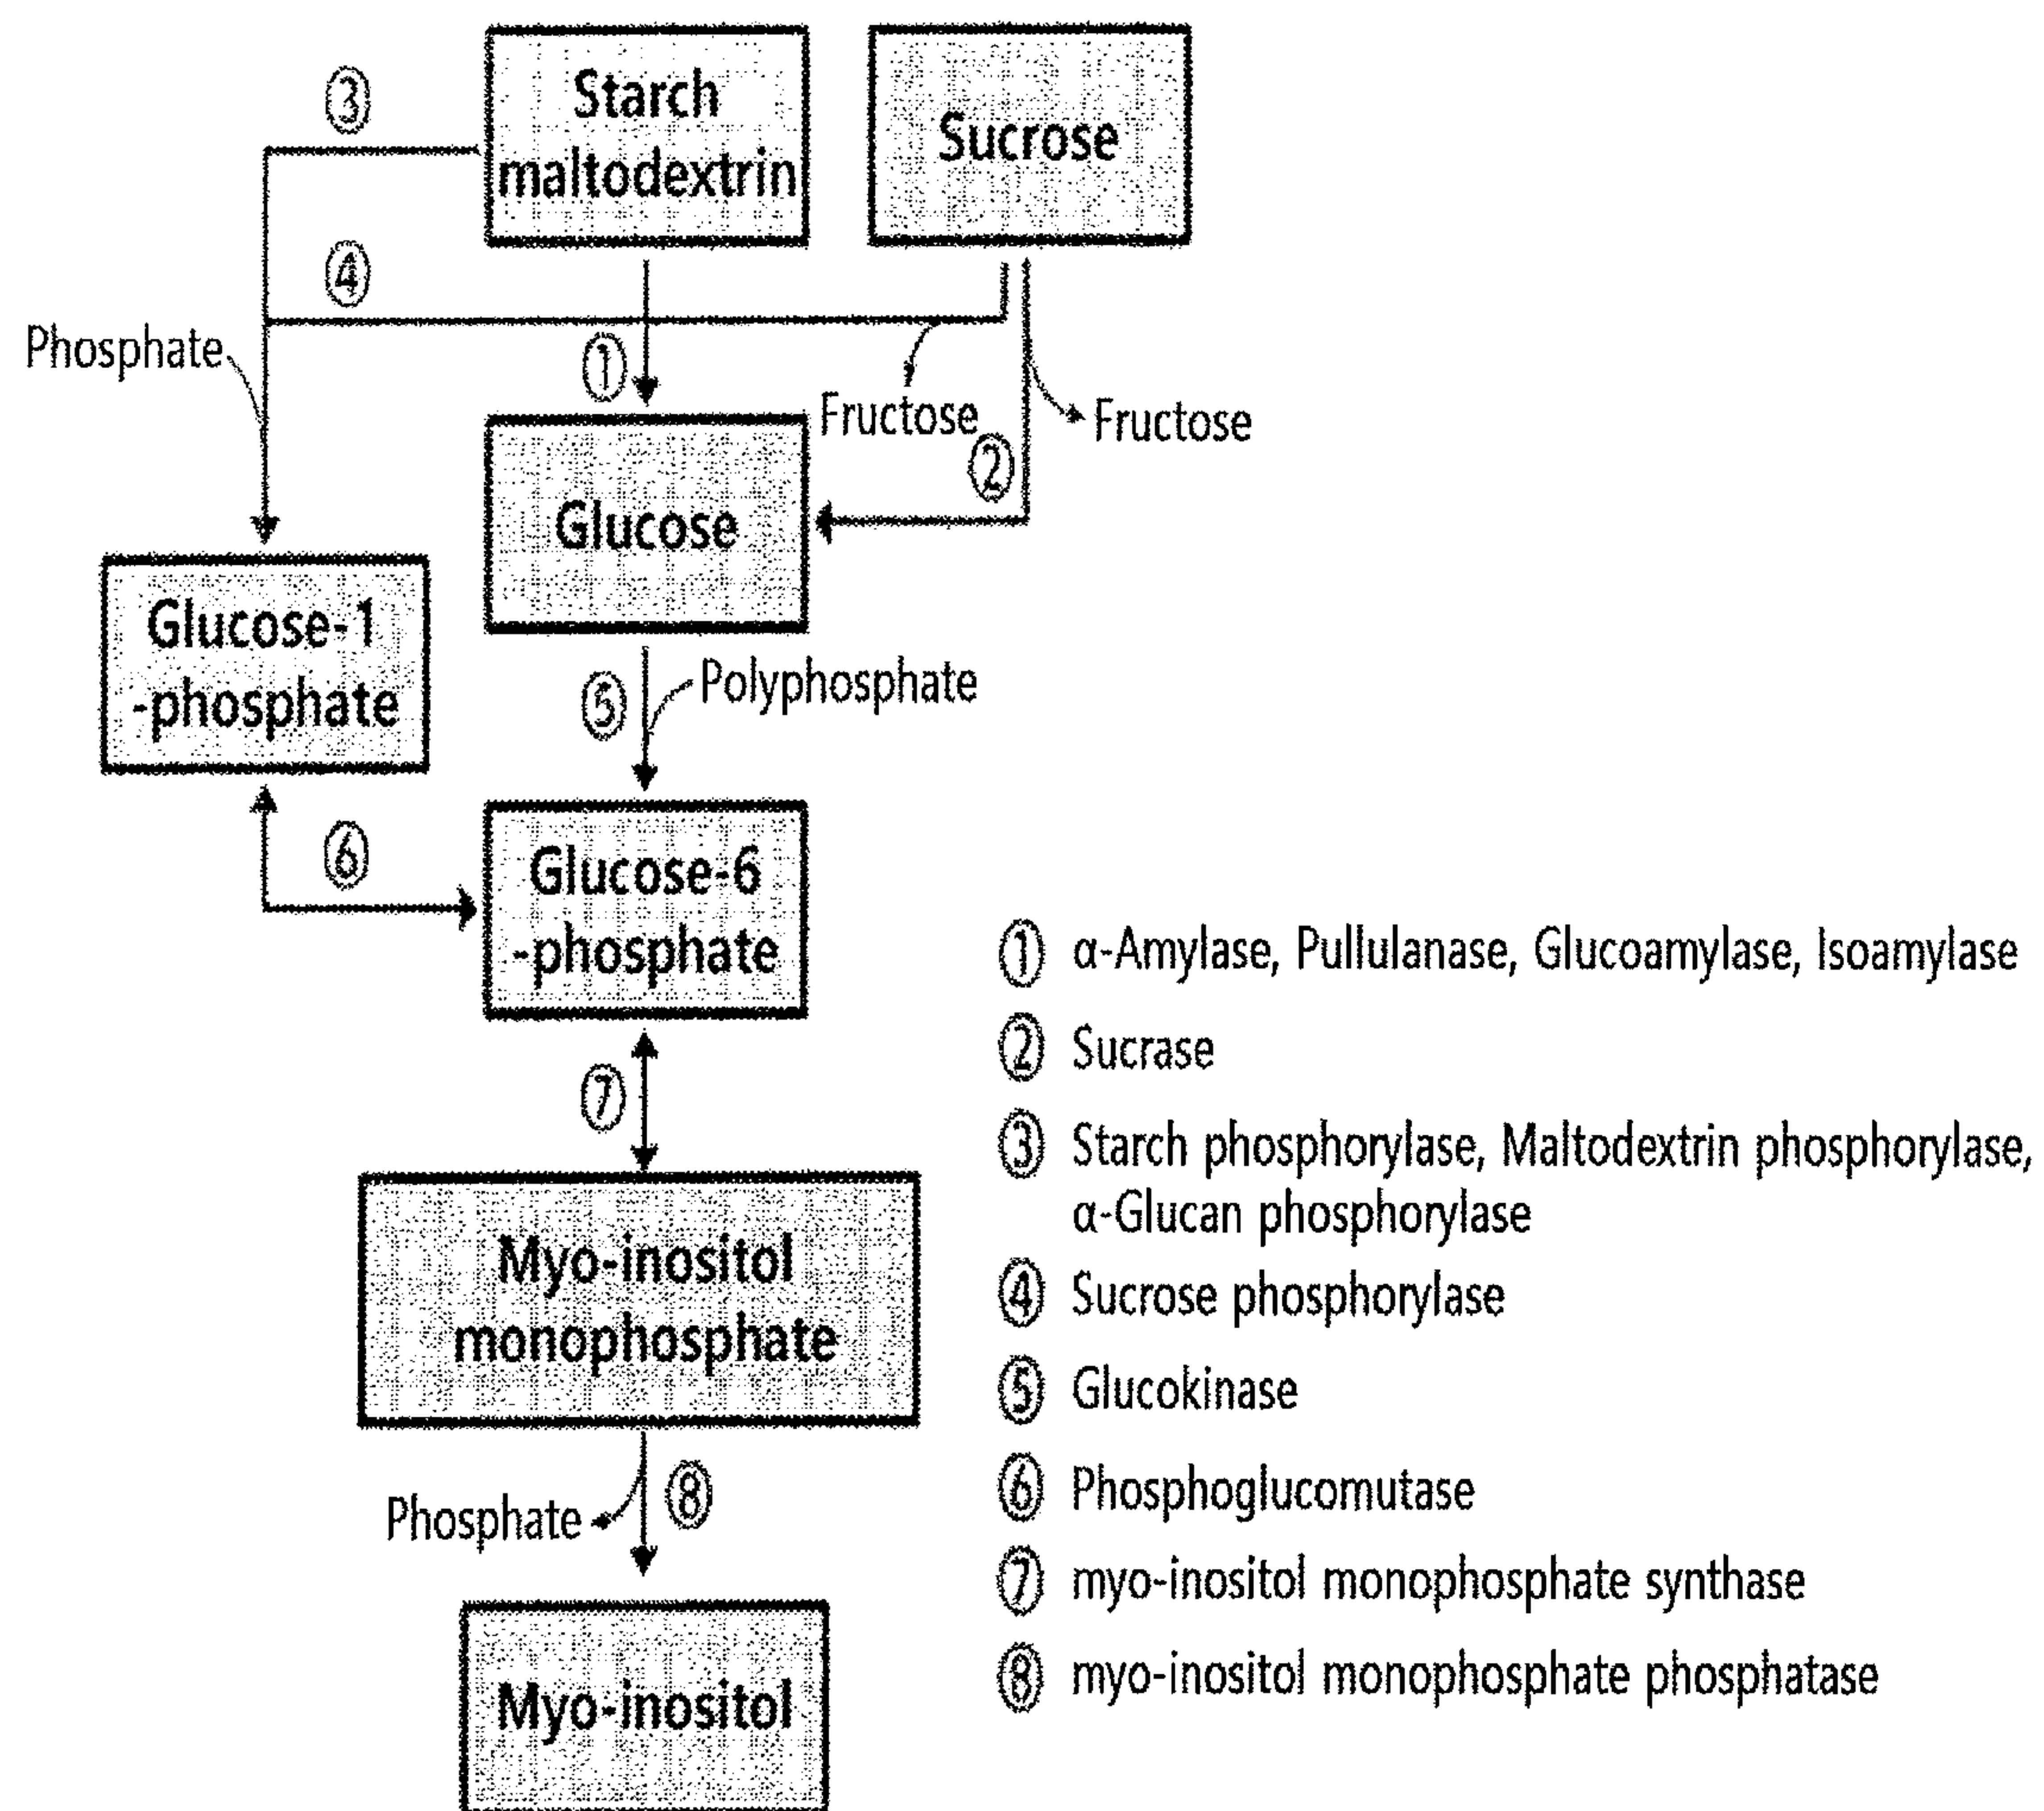 ③
Starch
maltodextrin
Sucrose
④
Phosphate
①
Fructose
Fructose
②
Glucose
Glucose-1
-phosphate
⑤
Polyphosphate
⑥
Glucose-6
-phosphate
⑦
Myo-inositol
monophosphate
Phosphate
⑧
Myo-inositol
① α-Amylase, Pullulanase, Glucoamylase, Isoamylase
② Sucrase
③ Starch phosphorylase, Maltodextrin phosphorylase,
α-Glucan phosphorylase
④ Sucrose phosphorylase
⑤ Glucokinase
⑥ Phosphoglucomutase
⑦ myo-inositol monophosphate synthase
⑧ myo-inositol monophosphate phosphatase